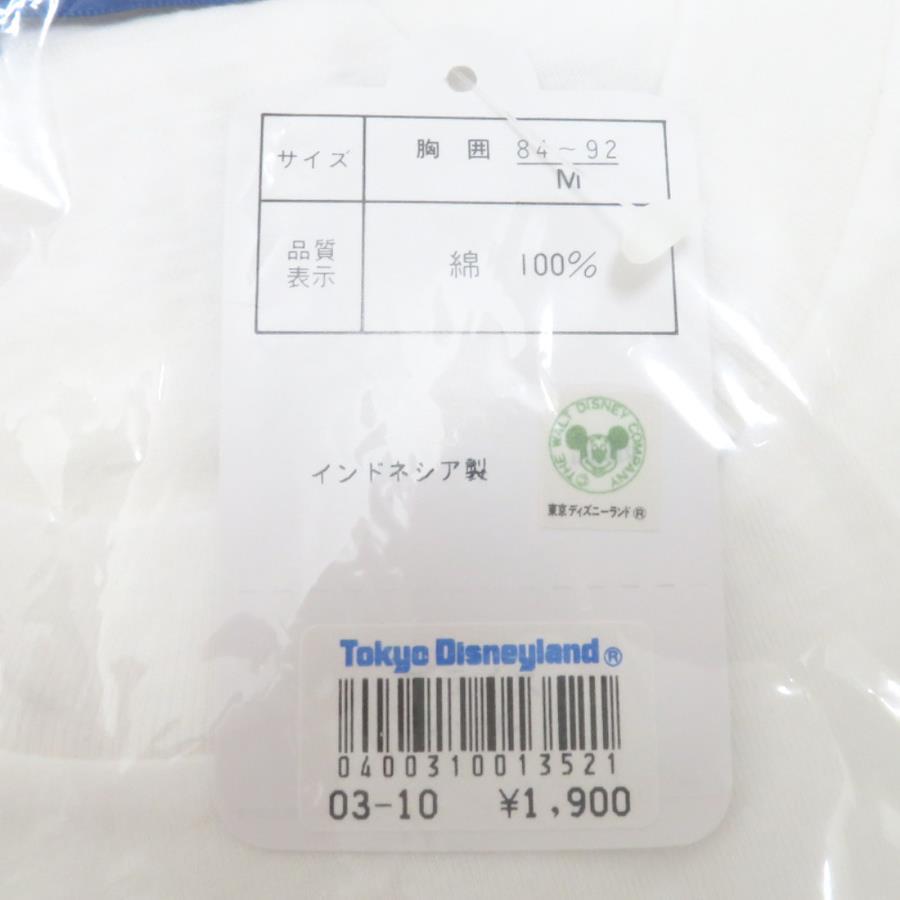 サイズ 胸囲 84~92
M
品質
表示 綿 100%
インドネシア製
©THE WALT DISNEY COMPANY
東京ディズニーランド®
Tokyo Disneyland®
0400310013521
03-10 ¥1,900